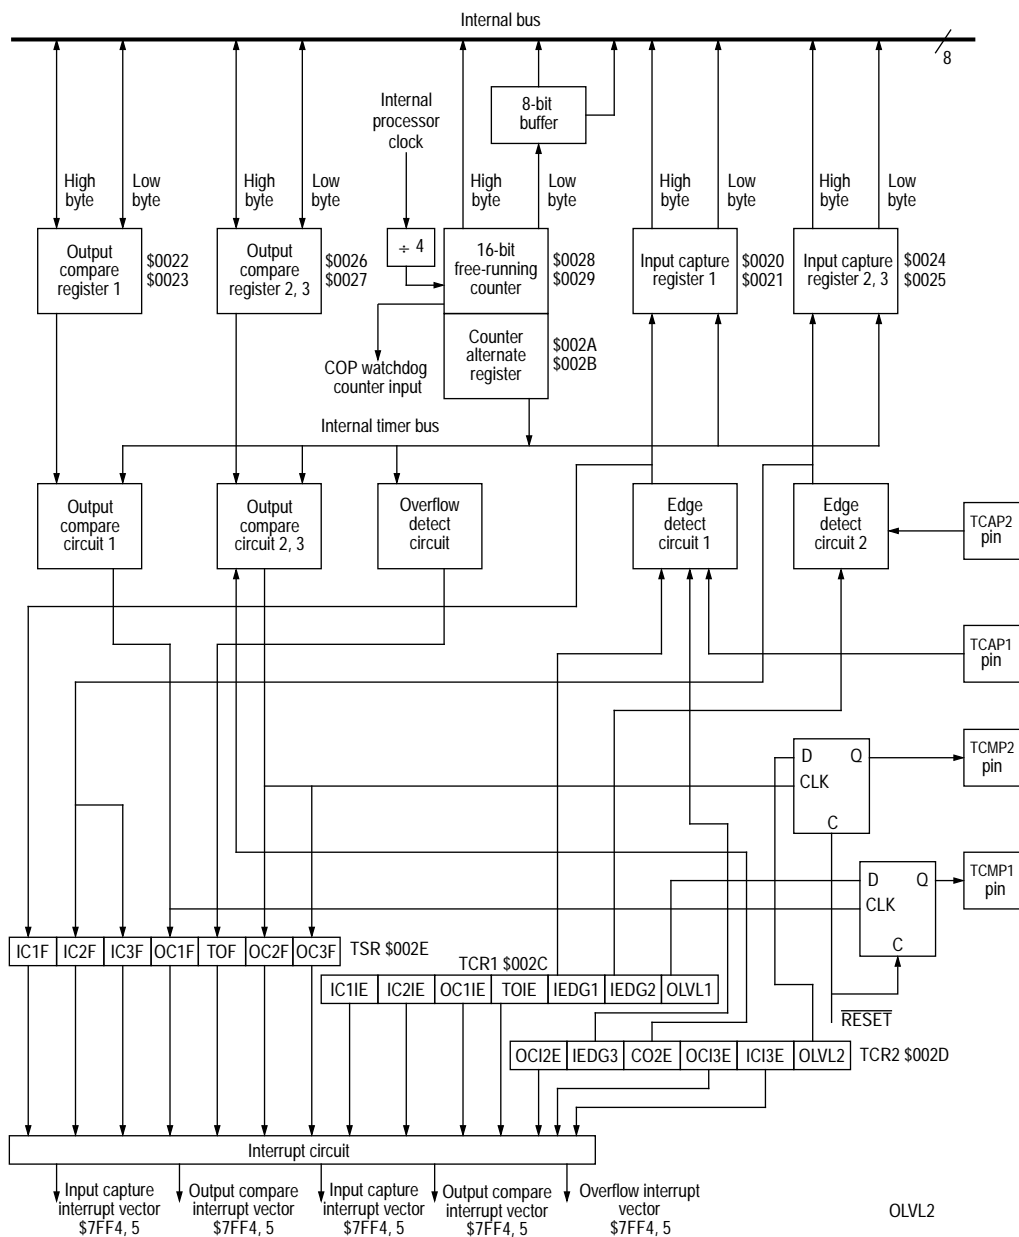 Internal bus
8
Internal
processor
clock
8-bit
buffer
High
byte
Low
byte
High
byte
Low
byte
High
byte
Low
byte
High
byte
Low
byte
High
byte
Low
byte
Output
compare
register 1
$0022
$0023
Output
compare
register 2, 3
$0026
$0027
÷ 4
16-bit
free-running
counter
$0028
$0029
Input capture
register 1
$0020
$0021
Input capture
register 2, 3
$0024
$0025
COP watchdog
counter input
Counter
alternate
register
$002A
$002B
Internal timer bus
Output
compare
circuit 1
Output
compare
circuit 2, 3
Overflow
detect
circuit
Edge
detect
circuit 1
Edge
detect
circuit 2
TCAP2
pin
TCAP1
pin
D Q
CLK
C
TCMP2
pin
D Q
CLK
C
TCMP1
pin
IC1F IC2F IC3F OC1F TOF OC2F OC3F TSR $002E
TCR1 $002C
IC1IE IC2IE OC1IE TOIE IEDG1 IEDG2 OLVL1
RESET
OCI2E IEDG3 CO2E OCI3E ICI3E OLVL2 TCR2 $002D
Interrupt circuit
Input capture
interrupt vector
$7FF4, 5
Output compare
interrupt vector
$7FF4, 5
Input capture
interrupt vector
$7FF4, 5
Output compare
interrupt vector
$7FF4, 5
Overflow interrupt
vector
$7FF4, 5
OLVL2